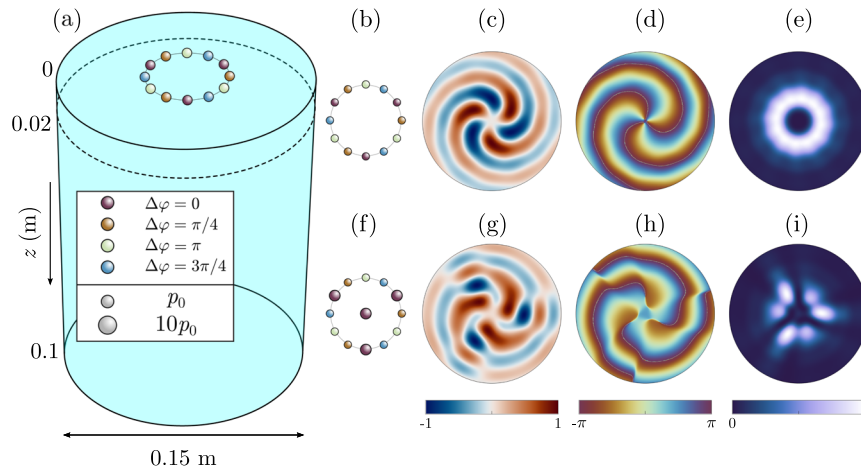 (a)
(b)
(c)
(d)
(e)
0
0.02
z (m)
Δφ = 0
Δφ = π/4
Δφ = π
Δφ = 3π/4
p₀
10p₀
(f)
(g)
(h)
(i)
0.1
-1
1
-π
π
0
0.15 m